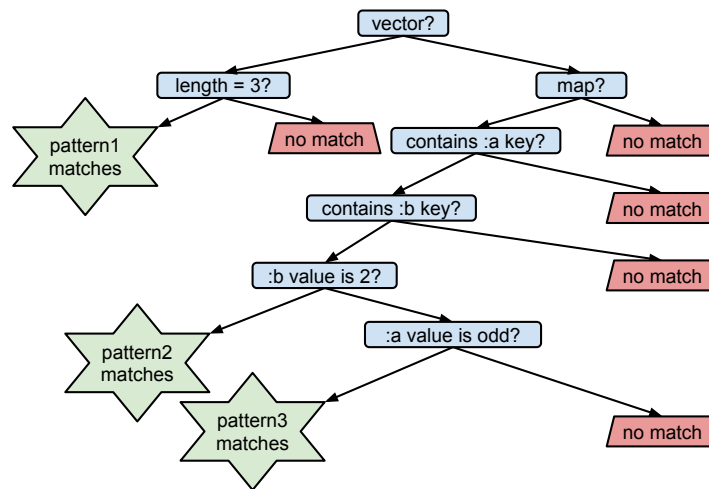 vector?
length = 3?
map?
pattern1
matches
no match
contains :a key?
no match
contains :b key?
no match
:b value is 2?
no match
pattern2
matches
:a value is odd?
pattern3
matches
no match